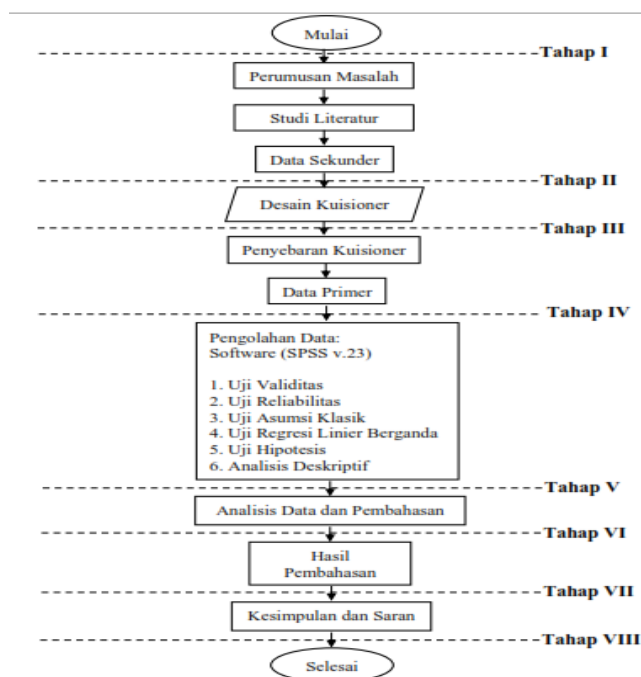 Mulai
Tahap I
Perumusan Masalah
Studi Literatur
Data Sekunder
Tahap II
Desain Kuisioner
Tahap III
Penyebaran Kuisioner
Data Primer
Tahap IV
Pengolahan Data:
Software (SPSS v.23)
1. Uji Validitas
2. Uji Reliabilitas
3. Uji Asumsi Klasik
4. Uji Regresi Linier Berganda
5. Uji Hipotesis
6. Analisis Deskriptif
Tahap V
Analisis Data dan Pembahasan
Tahap VI
Hasil
Pembahasan
Tahap VII
Kesimpulan dan Saran
Tahap VIII
Selesai